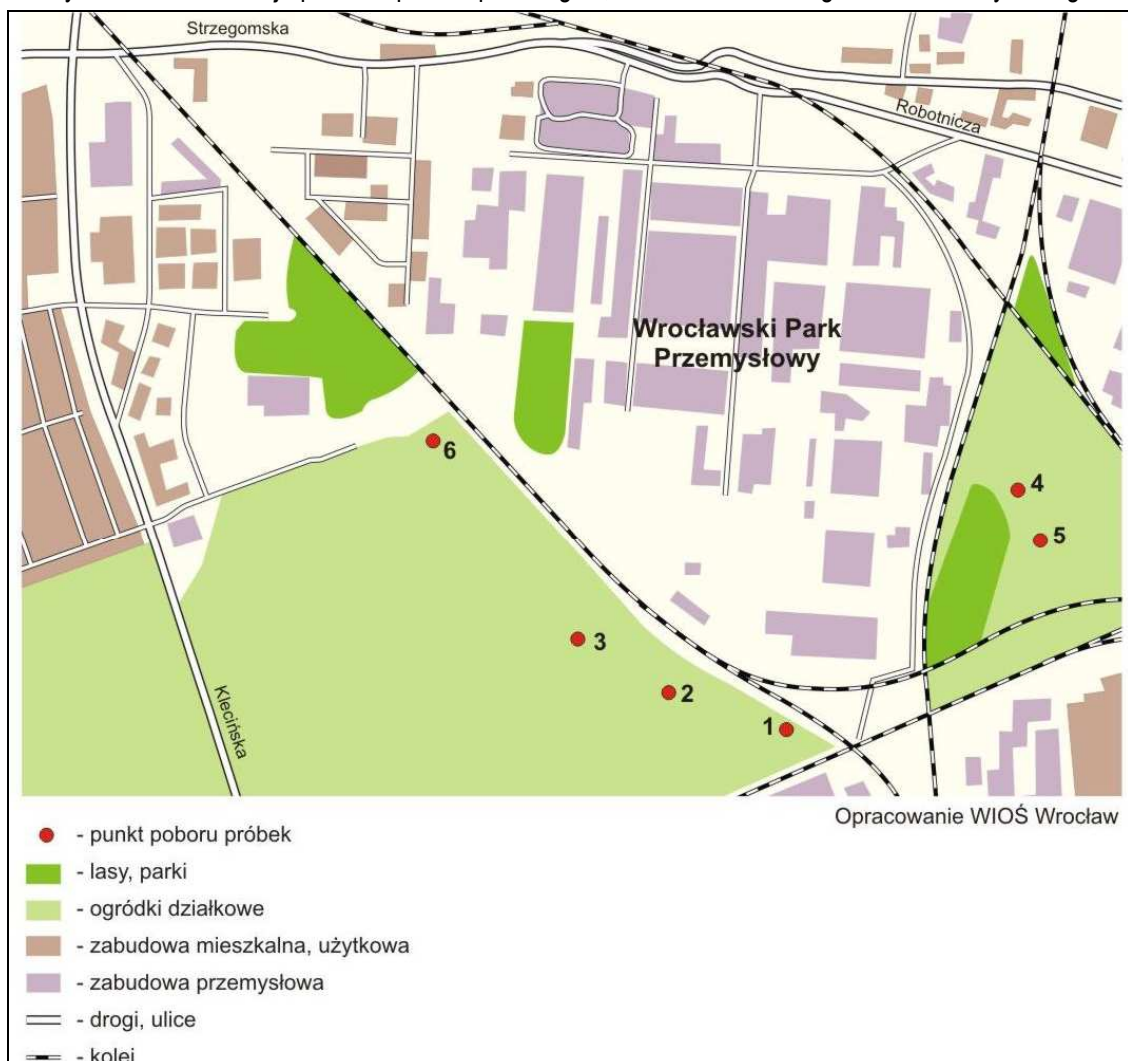 Strzegomska
Robotnicza
Wrocławski Park
Przemysłowy
6
4
5
3
2
1
Klecińska
Opracowanie WIOŚ Wrocław
- punkt poboru próbek
- lasy, parki
- ogródki działkowe
- zabudowa mieszkalna, użytkowa
- zabudowa przemysłowa
- drogi, ulice
- kolej